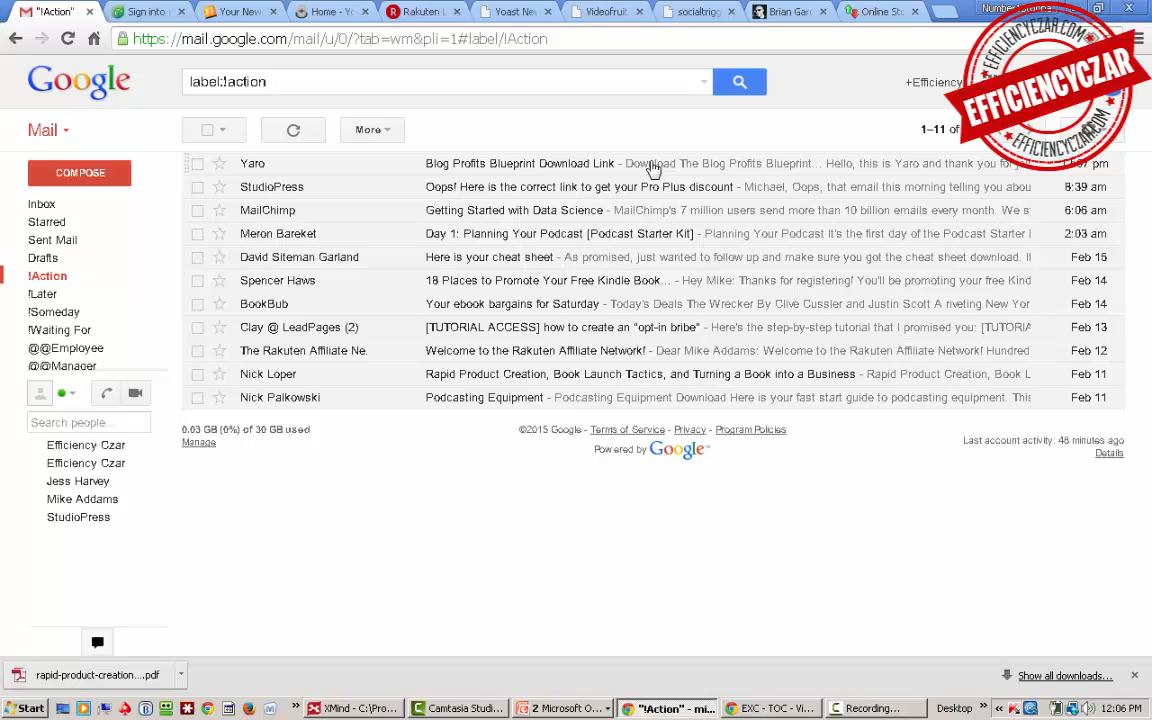 "!Action" -
Sign into
Your New
Home - Yo
Rakuten L
Yoast New
Videofruit
socialtrigg
Brian Gard
Online Sto
https://mail.google.com/mail/u/0/?tab=wm&pli=1#label/!Action
Google
label:!action
+Efficiency
EFFICIENCYCZAR.COM
EFFICIENCYCZAR
EFFICIENCYCZAR.COM
Mail
More
1–11 of
COMPOSE
Yaro Blog Profits Blueprint Download Link - Download The Blog Profits Blueprint... Hello, this is Yaro and thank you for pm
StudioPress Oops! Here is the correct link to get your Pro Plus discount - Michael, Oops, that email this morning telling you abou 8:39 am
MailChimp Getting Started with Data Science - MailChimp's 7 million users send more than 10 billion emails every month. We s 6:06 am
Meron Bareket Day 1: Planning Your Podcast [Podcast Starter Kit] - Planning Your Podcast It's the first day of the Podcast Starter I 2:03 am
David Siteman Garland Here is your cheat sheet - As promised, just wanted to follow up and make sure you got the cheat sheet download. It Feb 15
Spencer Haws 18 Places to Promote Your Free Kindle Book... - Hey Mike: Thanks for registering! You'll be promoting your free Kind Feb 14
BookBub Your ebook bargains for Saturday - Today's Deals The Wrecker By Clive Cussler and Justin Scott A riveting New Yor Feb 14
Clay @ LeadPages (2) [TUTORIAL ACCESS] how to create an "opt-in bribe" - Here's the step-by-step tutorial that I promised you: [TUTORIA Feb 13
The Rakuten Affiliate Ne. Welcome to the Rakuten Affiliate Network! - Dear Mike Addams: Welcome to the Rakuten Affiliate Network! Hundred Feb 12
Nick Loper Rapid Product Creation, Book Launch Tactics, and Turning a Book into a Business - Rapid Product Creation, Book L Feb 11
Nick Palkowski Podcasting Equipment - Podcasting Equipment Download Here is your fast start guide to podcasting equipment. This Feb 11
Inbox
Starred
Sent Mail
Drafts
!Action
!Later
!Someday
!Waiting For
@@Employee
@@Manager
Search people...
Efficiency Czar
Efficiency Czar
Jess Harvey
Mike Addams
StudioPress
0.03 GB (0%) of 30 GB used
Manage
©2015 Google - Terms of Service - Privacy - Program Policies
Powered by Google™
Last account activity: 48 minutes ago
Details
rapid-product-creation....pdf
Show all downloads...
Start
XMind - C:\Pro...
Camtasia Studi...
2 Microsoft O...
"!Action" - mi...
EXC - TOC - Vi...
Recording...
Desktop
12:06 PM